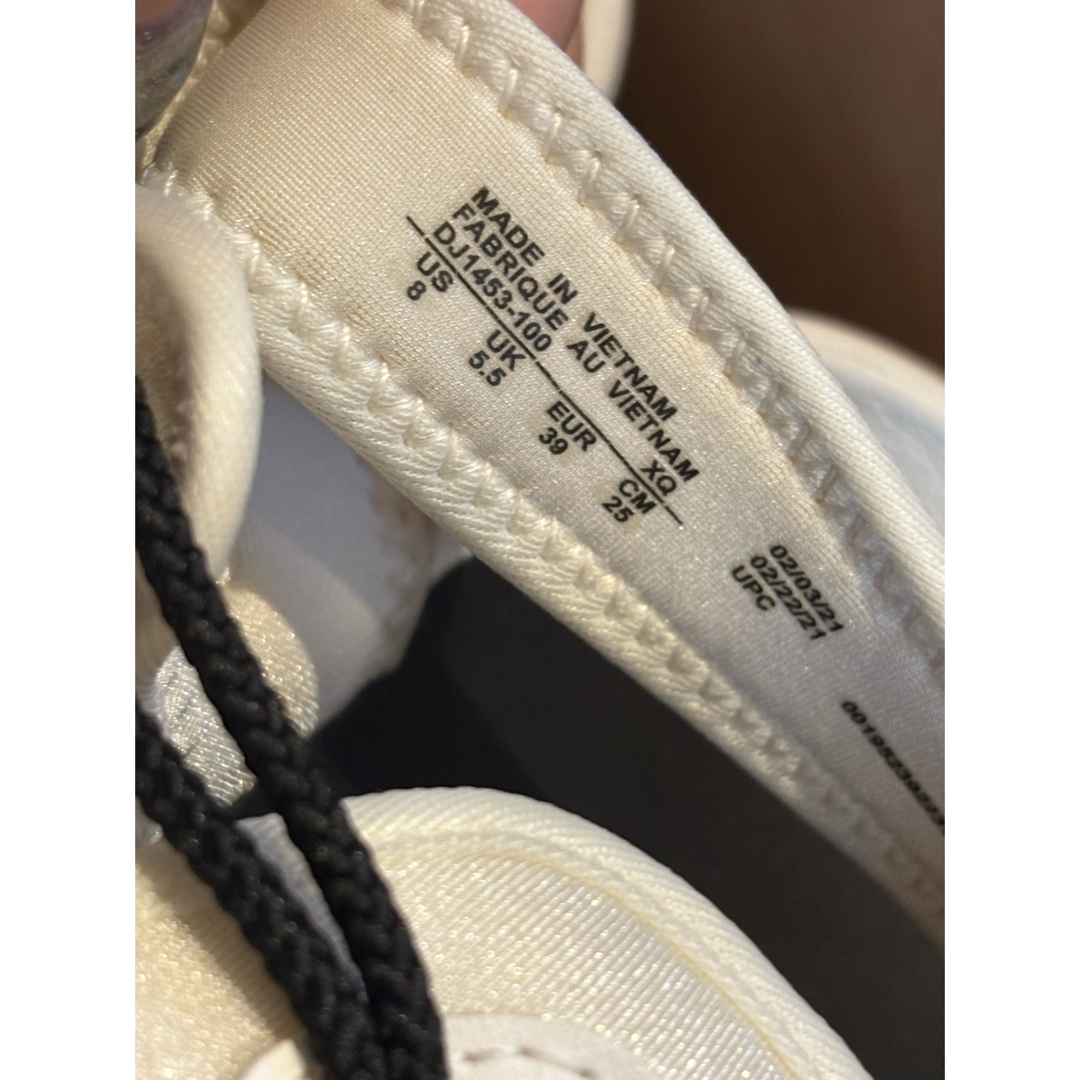 MADE IN VIETNAM
FABRIQUE AU VIETNAM
DJ1453-100 XQ
US UK EUR CM
8 5.5 39 25
02/03/21
02/22/21
UPC